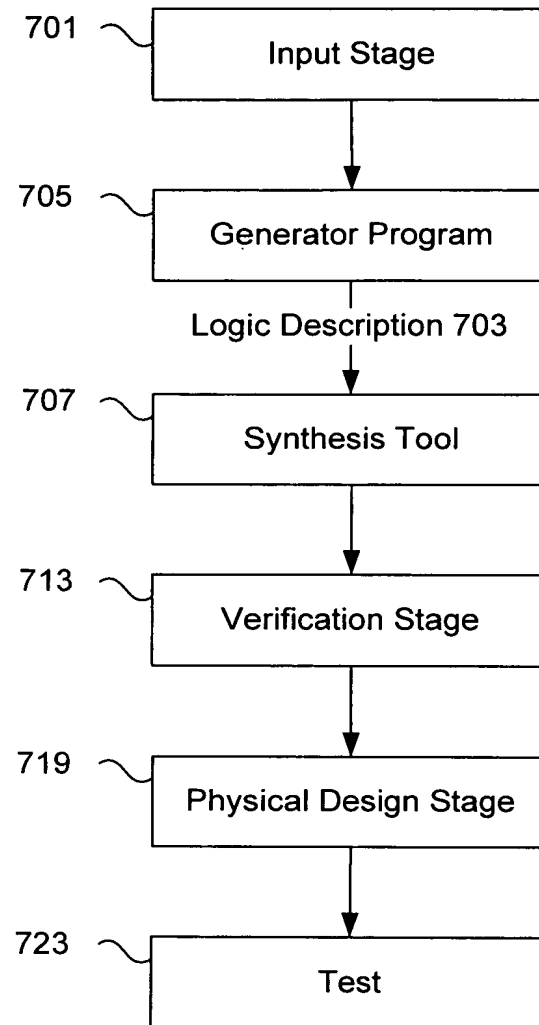 701
Input Stage
705
Generator Program
Logic Description 703
707
Synthesis Tool
713
Verification Stage
719
Physical Design Stage
723
Test